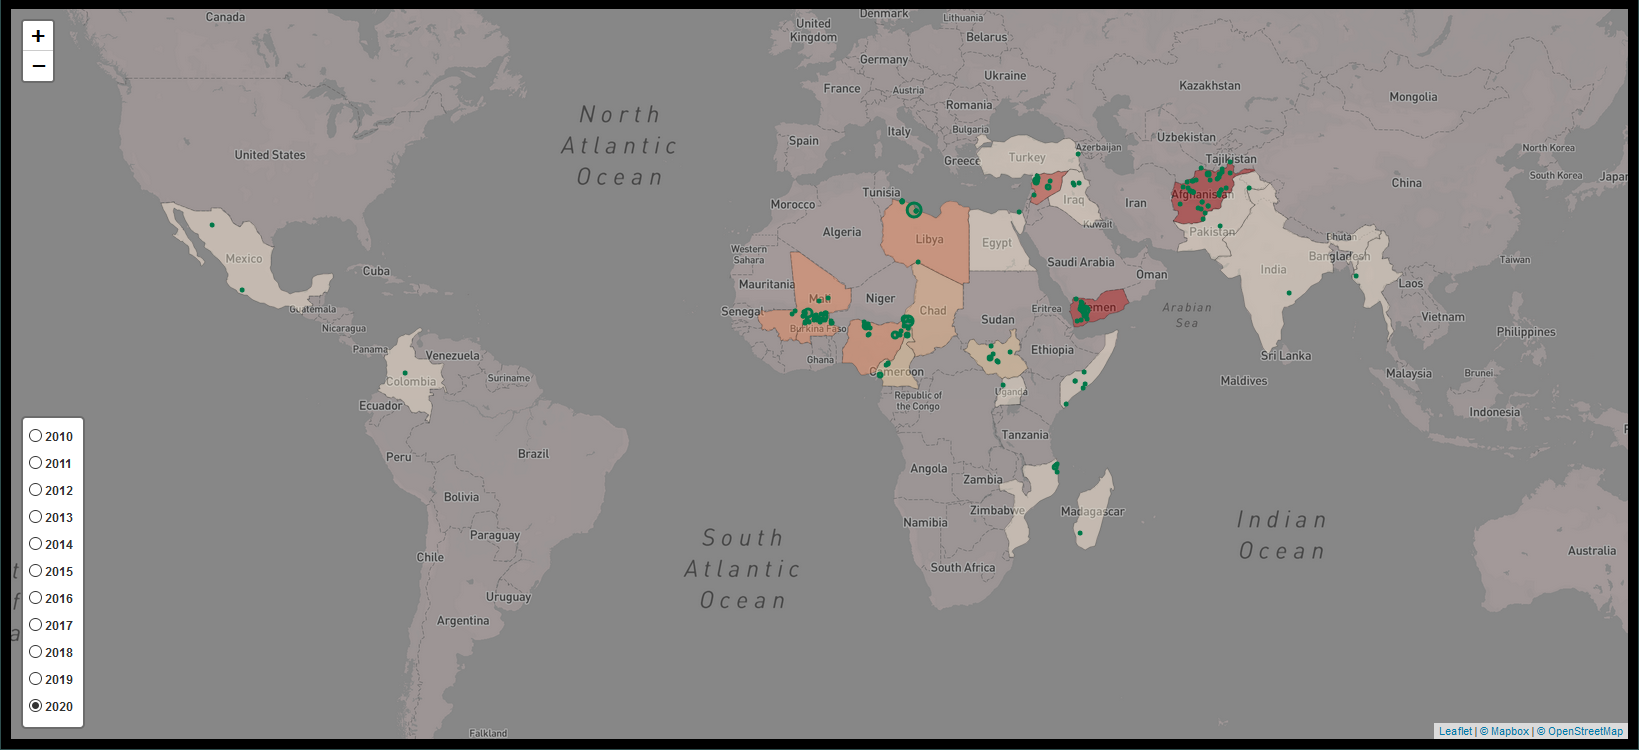 Canada
United States
Mexico
Cuba
Guatemala
Nicaragua
Panama
Venezuela
Colombia
Suriname
Ecuador
Peru
Brazil
Bolivia
Paraguay
Chile
Uruguay
Argentina
Falkland
North
Atlantic
Ocean
South
Atlantic
Ocean
Denmark
Lithuania
United
Kingdom
Belarus
Germany
Ukraine
France
Austria
Romania
Italy
Bulgaria
Spain
Greece
Turkey
Azerbaijan
Kazakhstan
Mongolia
Uzbekistan
Tajikistan
North Korea
South Korea
Japan
China
Afghanistan
Iran
Iraq
Kuwait
Pakistan
Tunisia
Morocco
Algeria
Libya
Egypt
Western
Sahara
Saudi Arabia
Oman
Bhutan
Bangladesh
India
Taiwan
Laos
Mauritania
Mali
Niger
Chad
Sudan
Eritrea
Yemen
Arabian
Sea
Senegal
Burkina Faso
Ghana
Cameroon
Ethiopia
Uganda
Republic of
the Congo
Vietnam
Philippines
Sri Lanka
Maldives
Malaysia
Brunei
Indonesia
Tanzania
Angola
Zambia
Zimbabwe
Madagascar
Namibia
South Africa
Indian
Ocean
Australia
+
−
2010
2011
2012
2013
2014
2015
2016
2017
2018
2019
2020
Leaflet | © Mapbox | © OpenStreetMap